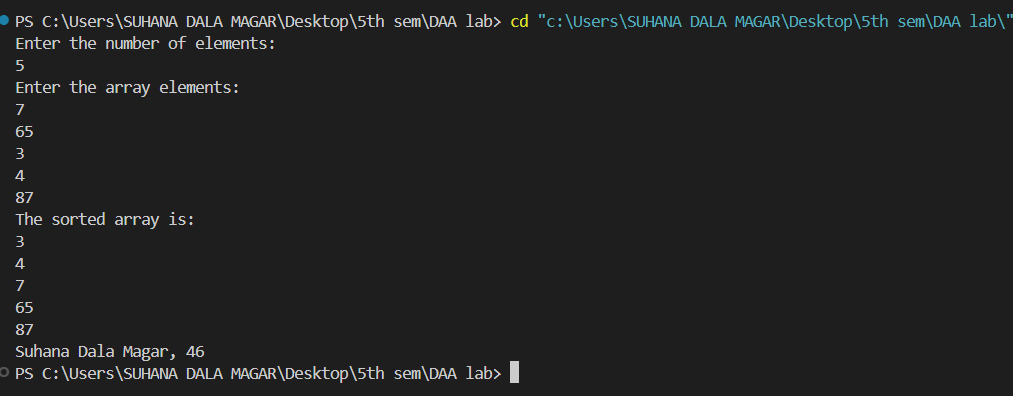 PS C:\Users\SUHANA DALA MAGAR\Desktop\5th sem\DAA lab> cd "c:\Users\SUHANA DALA MAGAR\Desktop\5th sem\DAA lab\"
Enter the number of elements:
5
Enter the array elements:
7
65
3
4
87
The sorted array is:
3
4
7
65
87
Suhana Dala Magar, 46
PS C:\Users\SUHANA DALA MAGAR\Desktop\5th sem\DAA lab>